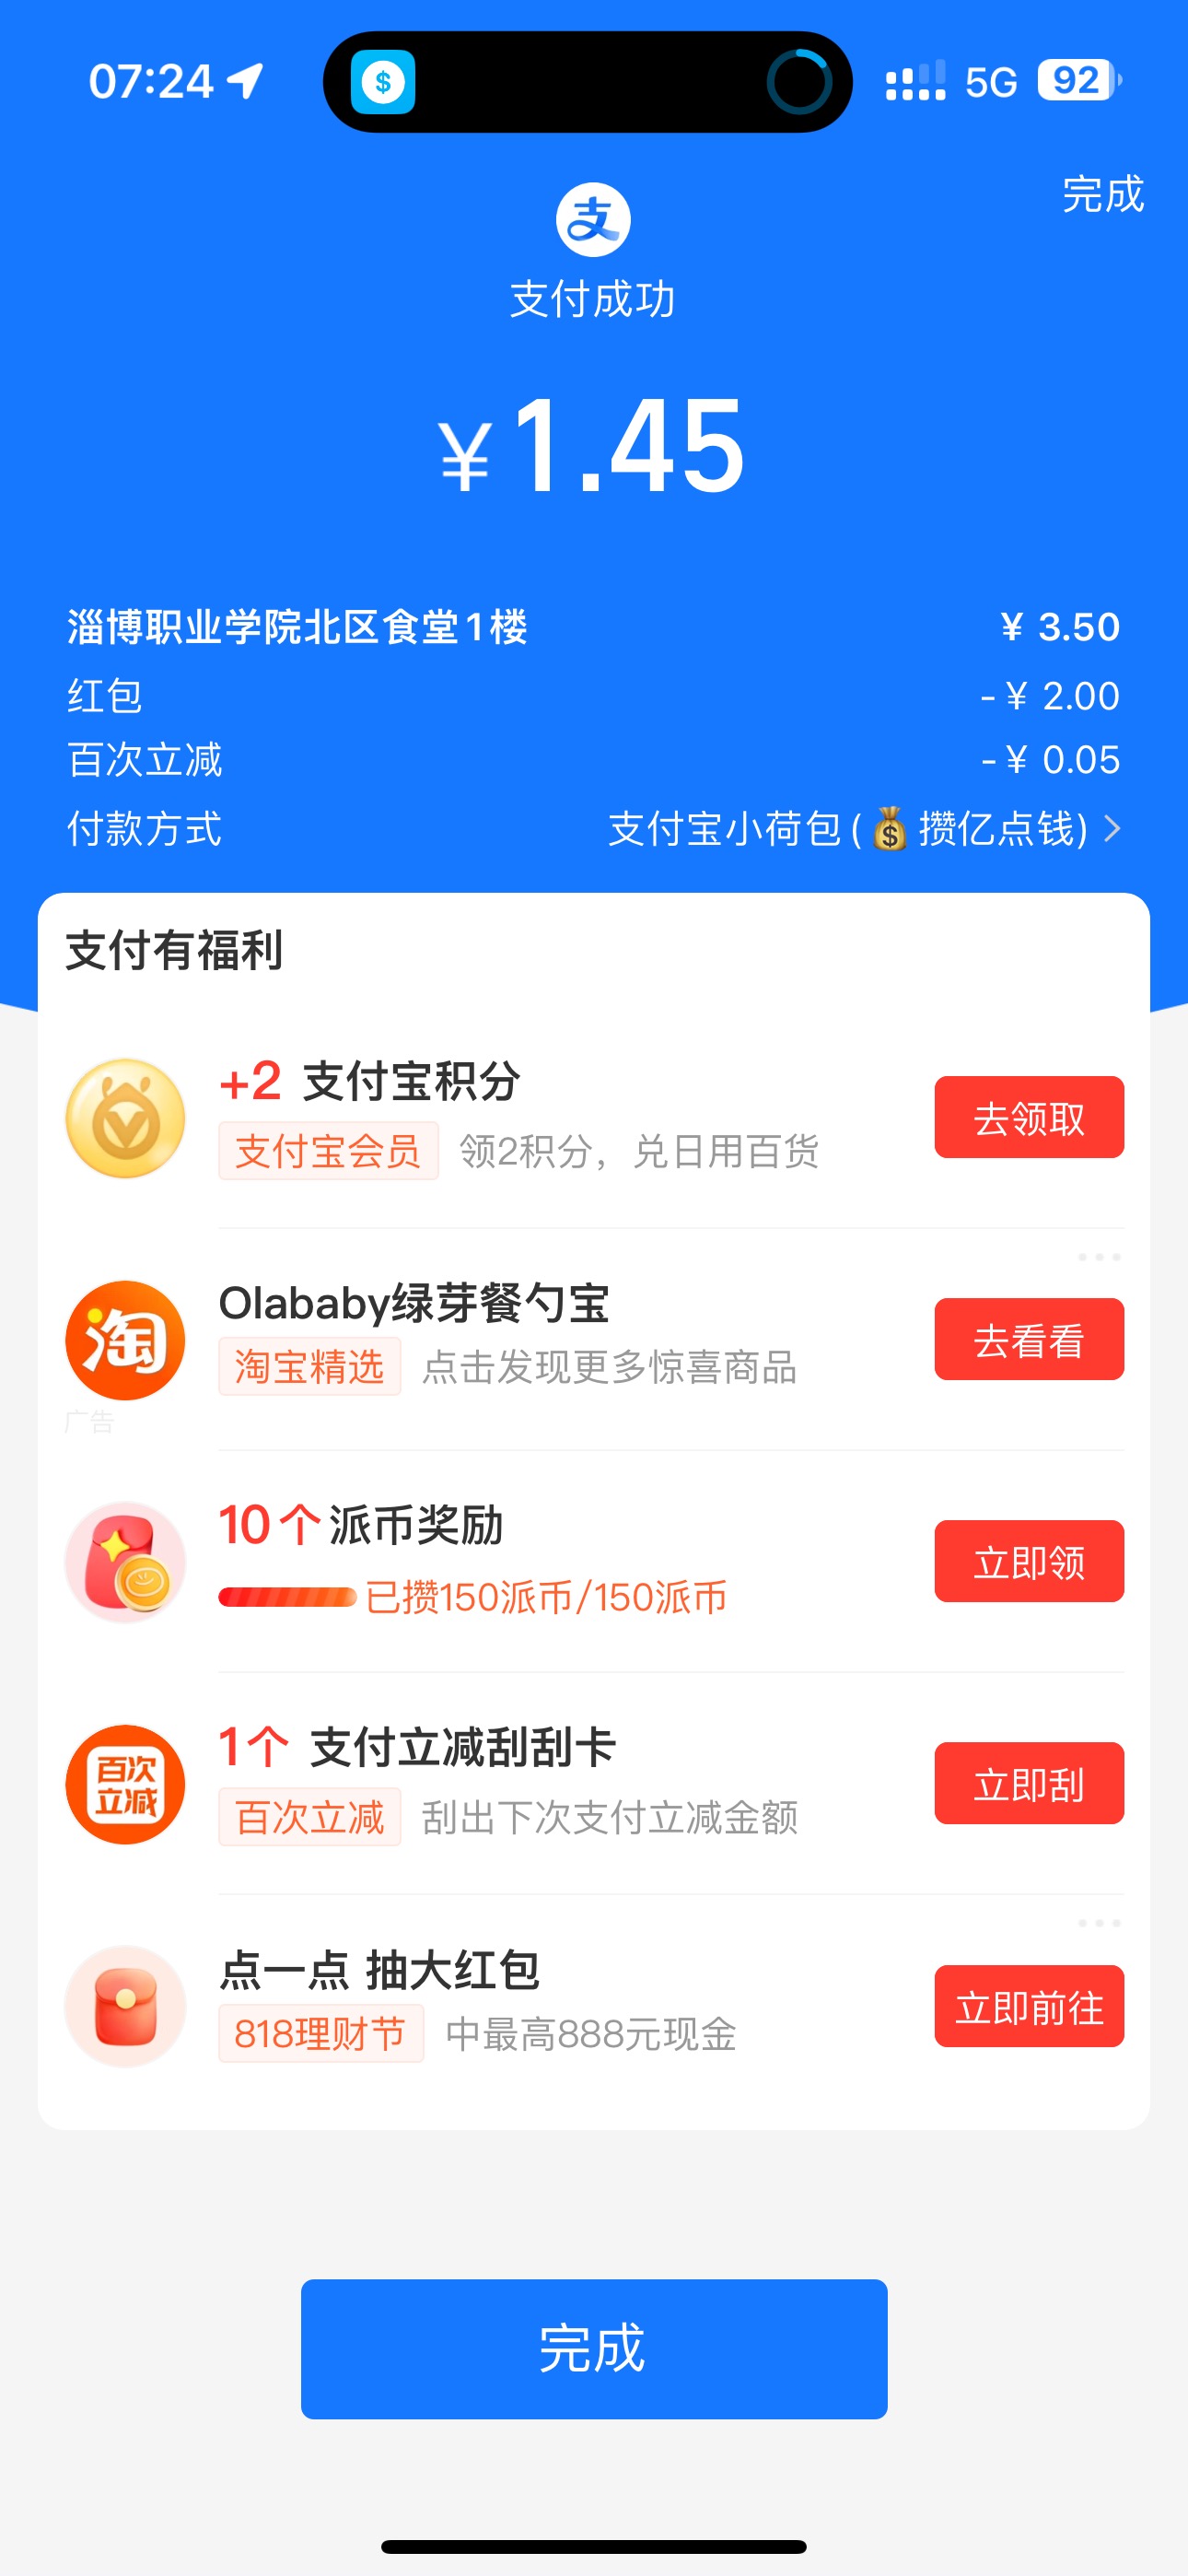 07:24
5G 92
完成
支
支付成功
¥1.45
淄博职业学院北区食堂1楼 ¥ 3.50
红包 -¥ 2.00
百次立减 -¥ 0.05
付款方式 支付宝小荷包(💰攒亿点钱)
支付有福利
+2 支付宝积分
支付宝会员 领2积分，兑日用百货
去领取
淘
Olababy绿芽餐勺宝
淘宝精选 点击发现更多惊喜商品
去看看
广告
10个派币奖励
已攒150派币/150派币
立即领
百次
立减
1个 支付立减刮刮卡
百次立减 刮出下次支付立减金额
立即刮
点一点 抽大红包
818理财节 中最高888元现金
立即前往
完成